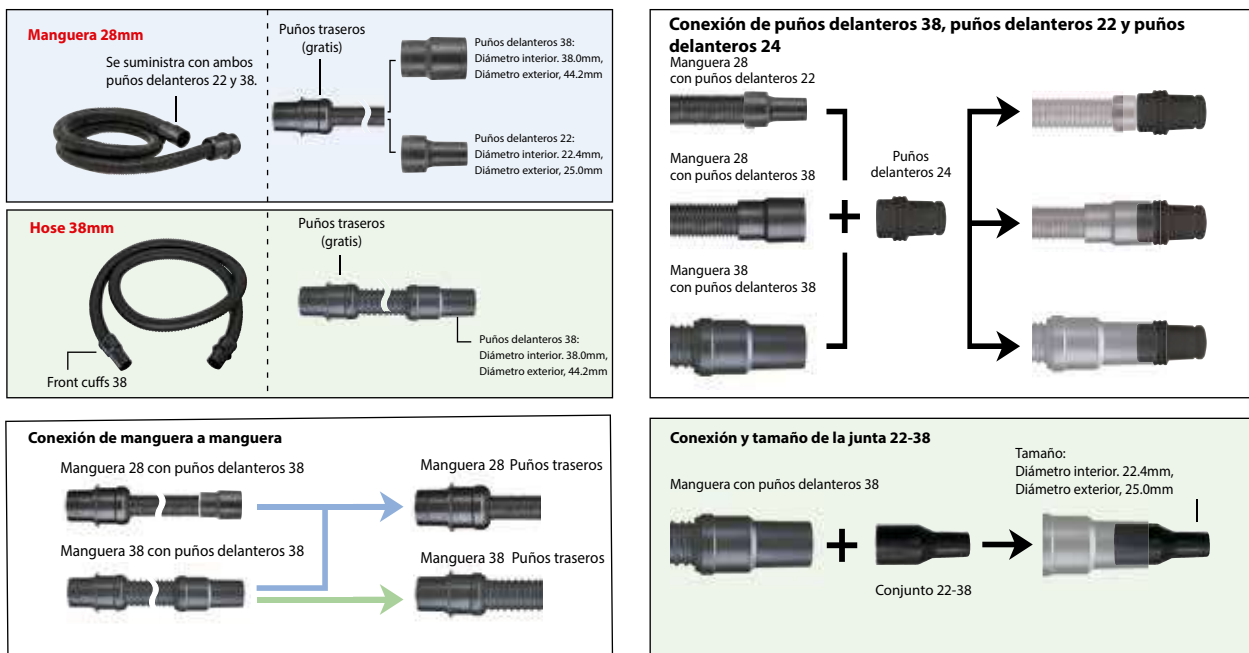 Manguera 28mm
Se suministra con ambos
puños delanteros 22 y 38.
Puños traseros
(gratis)
Puños delanteros 38:
Diámetro interior. 38.0mm,
Diámetro exterior, 44.2mm
Puños delanteros 22:
Diámetro interior. 22.4mm,
Diámetro exterior, 25.0mm
Hose 38mm
Front cuffs 38
Puños traseros
(gratis)
Puños delanteros 38:
Diámetro interior. 38.0mm,
Diámetro exterior, 44.2mm
Conexión de manguera a manguera
Manguera 28 con puños delanteros 38
Manguera 28 Puños traseros
Manguera 38 con puños delanteros 38
Manguera 38 Puños traseros
Conexión de puños delanteros 38, puños delanteros 22 y puños
delanteros 24
Manguera 28
con puños delanteros 22
Manguera 28
con puños delanteros 38
Puños
delanteros 24
Manguera 38
con puños delanteros 38
Conexión y tamaño de la junta 22-38
Manguera con puños delanteros 38
Conjunto 22-38
Tamaño:
Diámetro interior. 22.4mm,
Diámetro exterior, 25.0mm